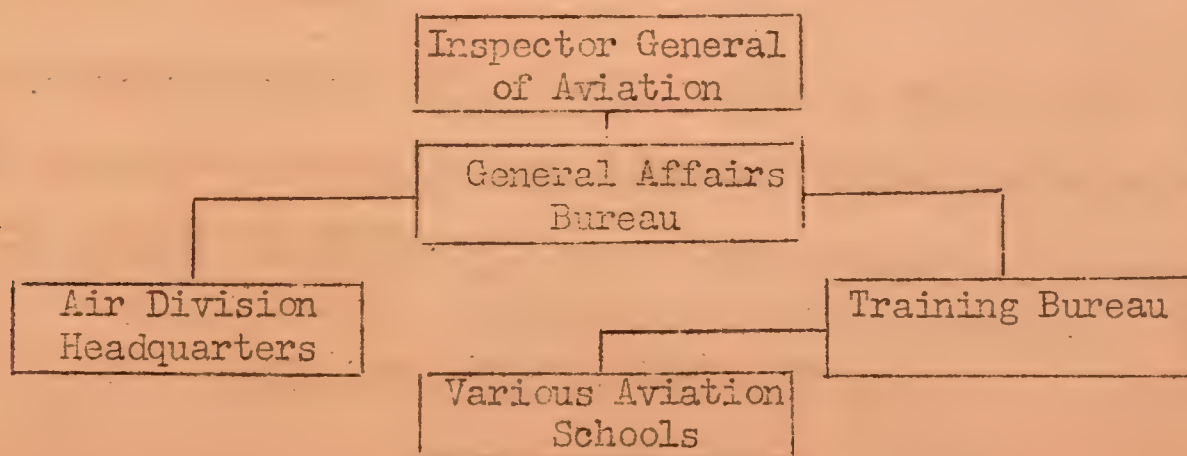 Inspector General
of Aviation
General Affairs
Bureau
Air Division
Headquarters
Training Bureau
Various Aviation
Schools